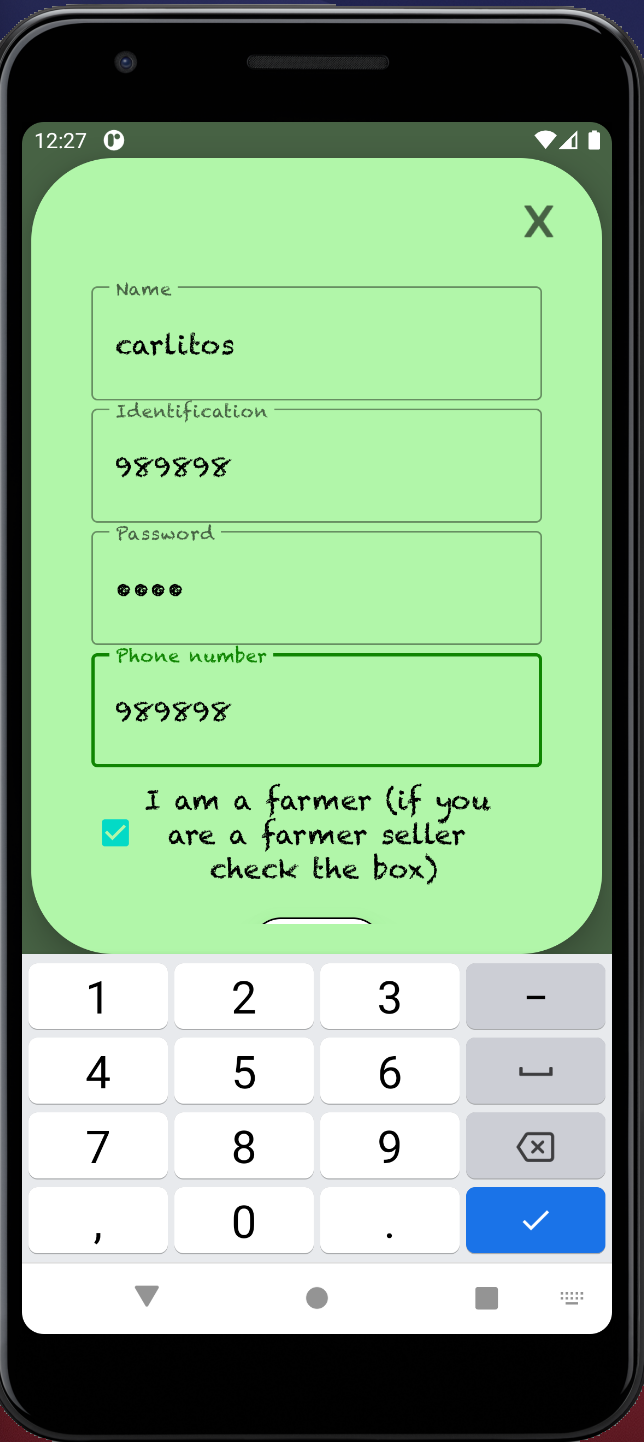 12:27
X
Name
carlitos
Identification
989898
Password
••••
Phone number
989898
I am a farmer (if you
are a farmer seller
check the box)
1 2 3 -
4 5 6
7 8 9
, 0 .